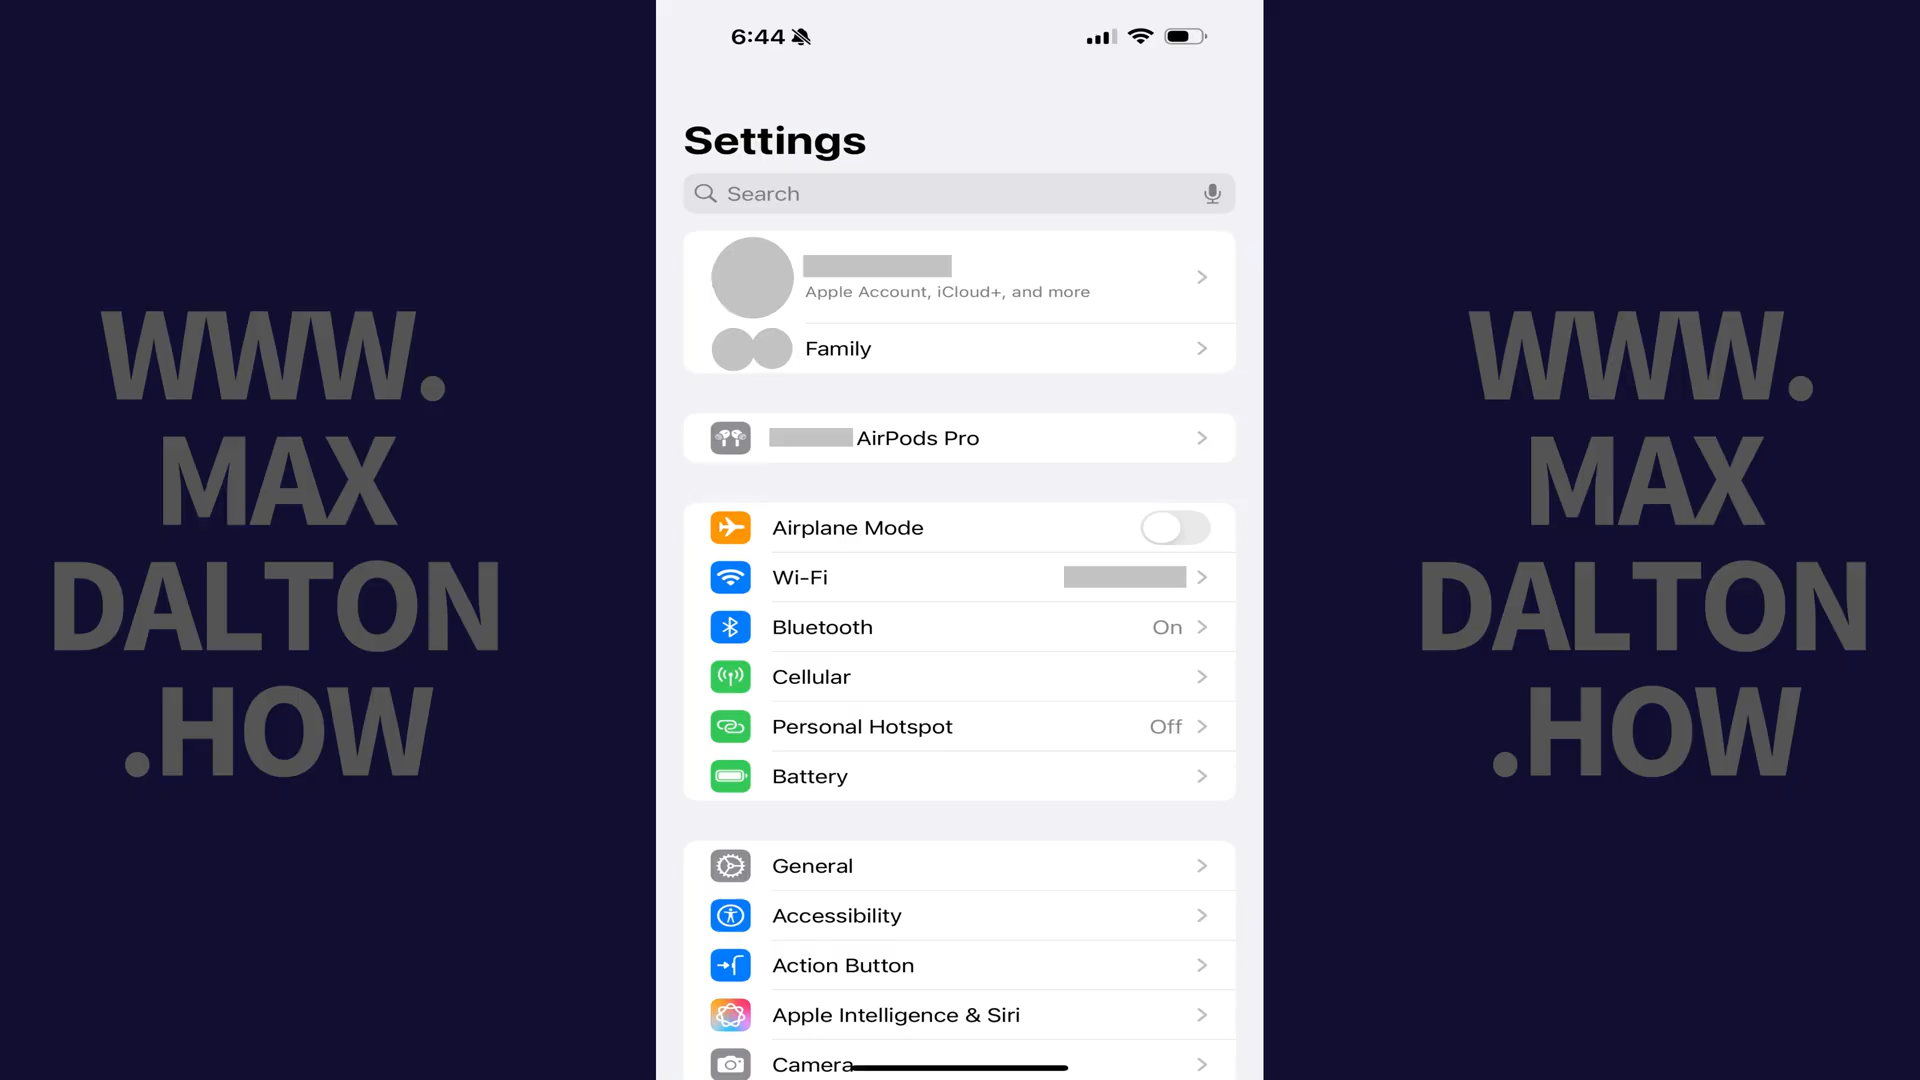 6:44
Settings
Search
Apple Account, iCloud+, and more
Family
AirPods Pro
Airplane Mode
Wi-Fi
Bluetooth On
Cellular
Personal Hotspot Off
Battery
General
Accessibility
Action Button
Apple Intelligence & Siri
Camera
WWW.
MAX
DALTON
.HOW
WWW.
MAX
DALTON
.HOW